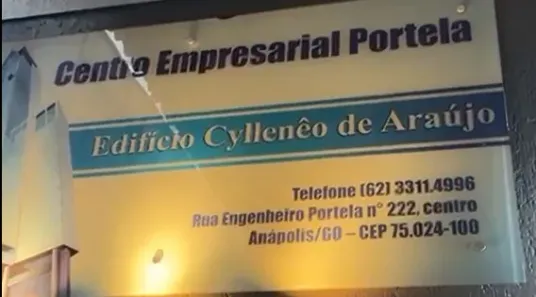 Centro Empresarial Portela
Edifício Cyllenêo de Araújo
Telefone (62) 3311.4996
Rua Engenheiro Portela n° 222, centro
Anápolis/GO – CEP 75.024-100